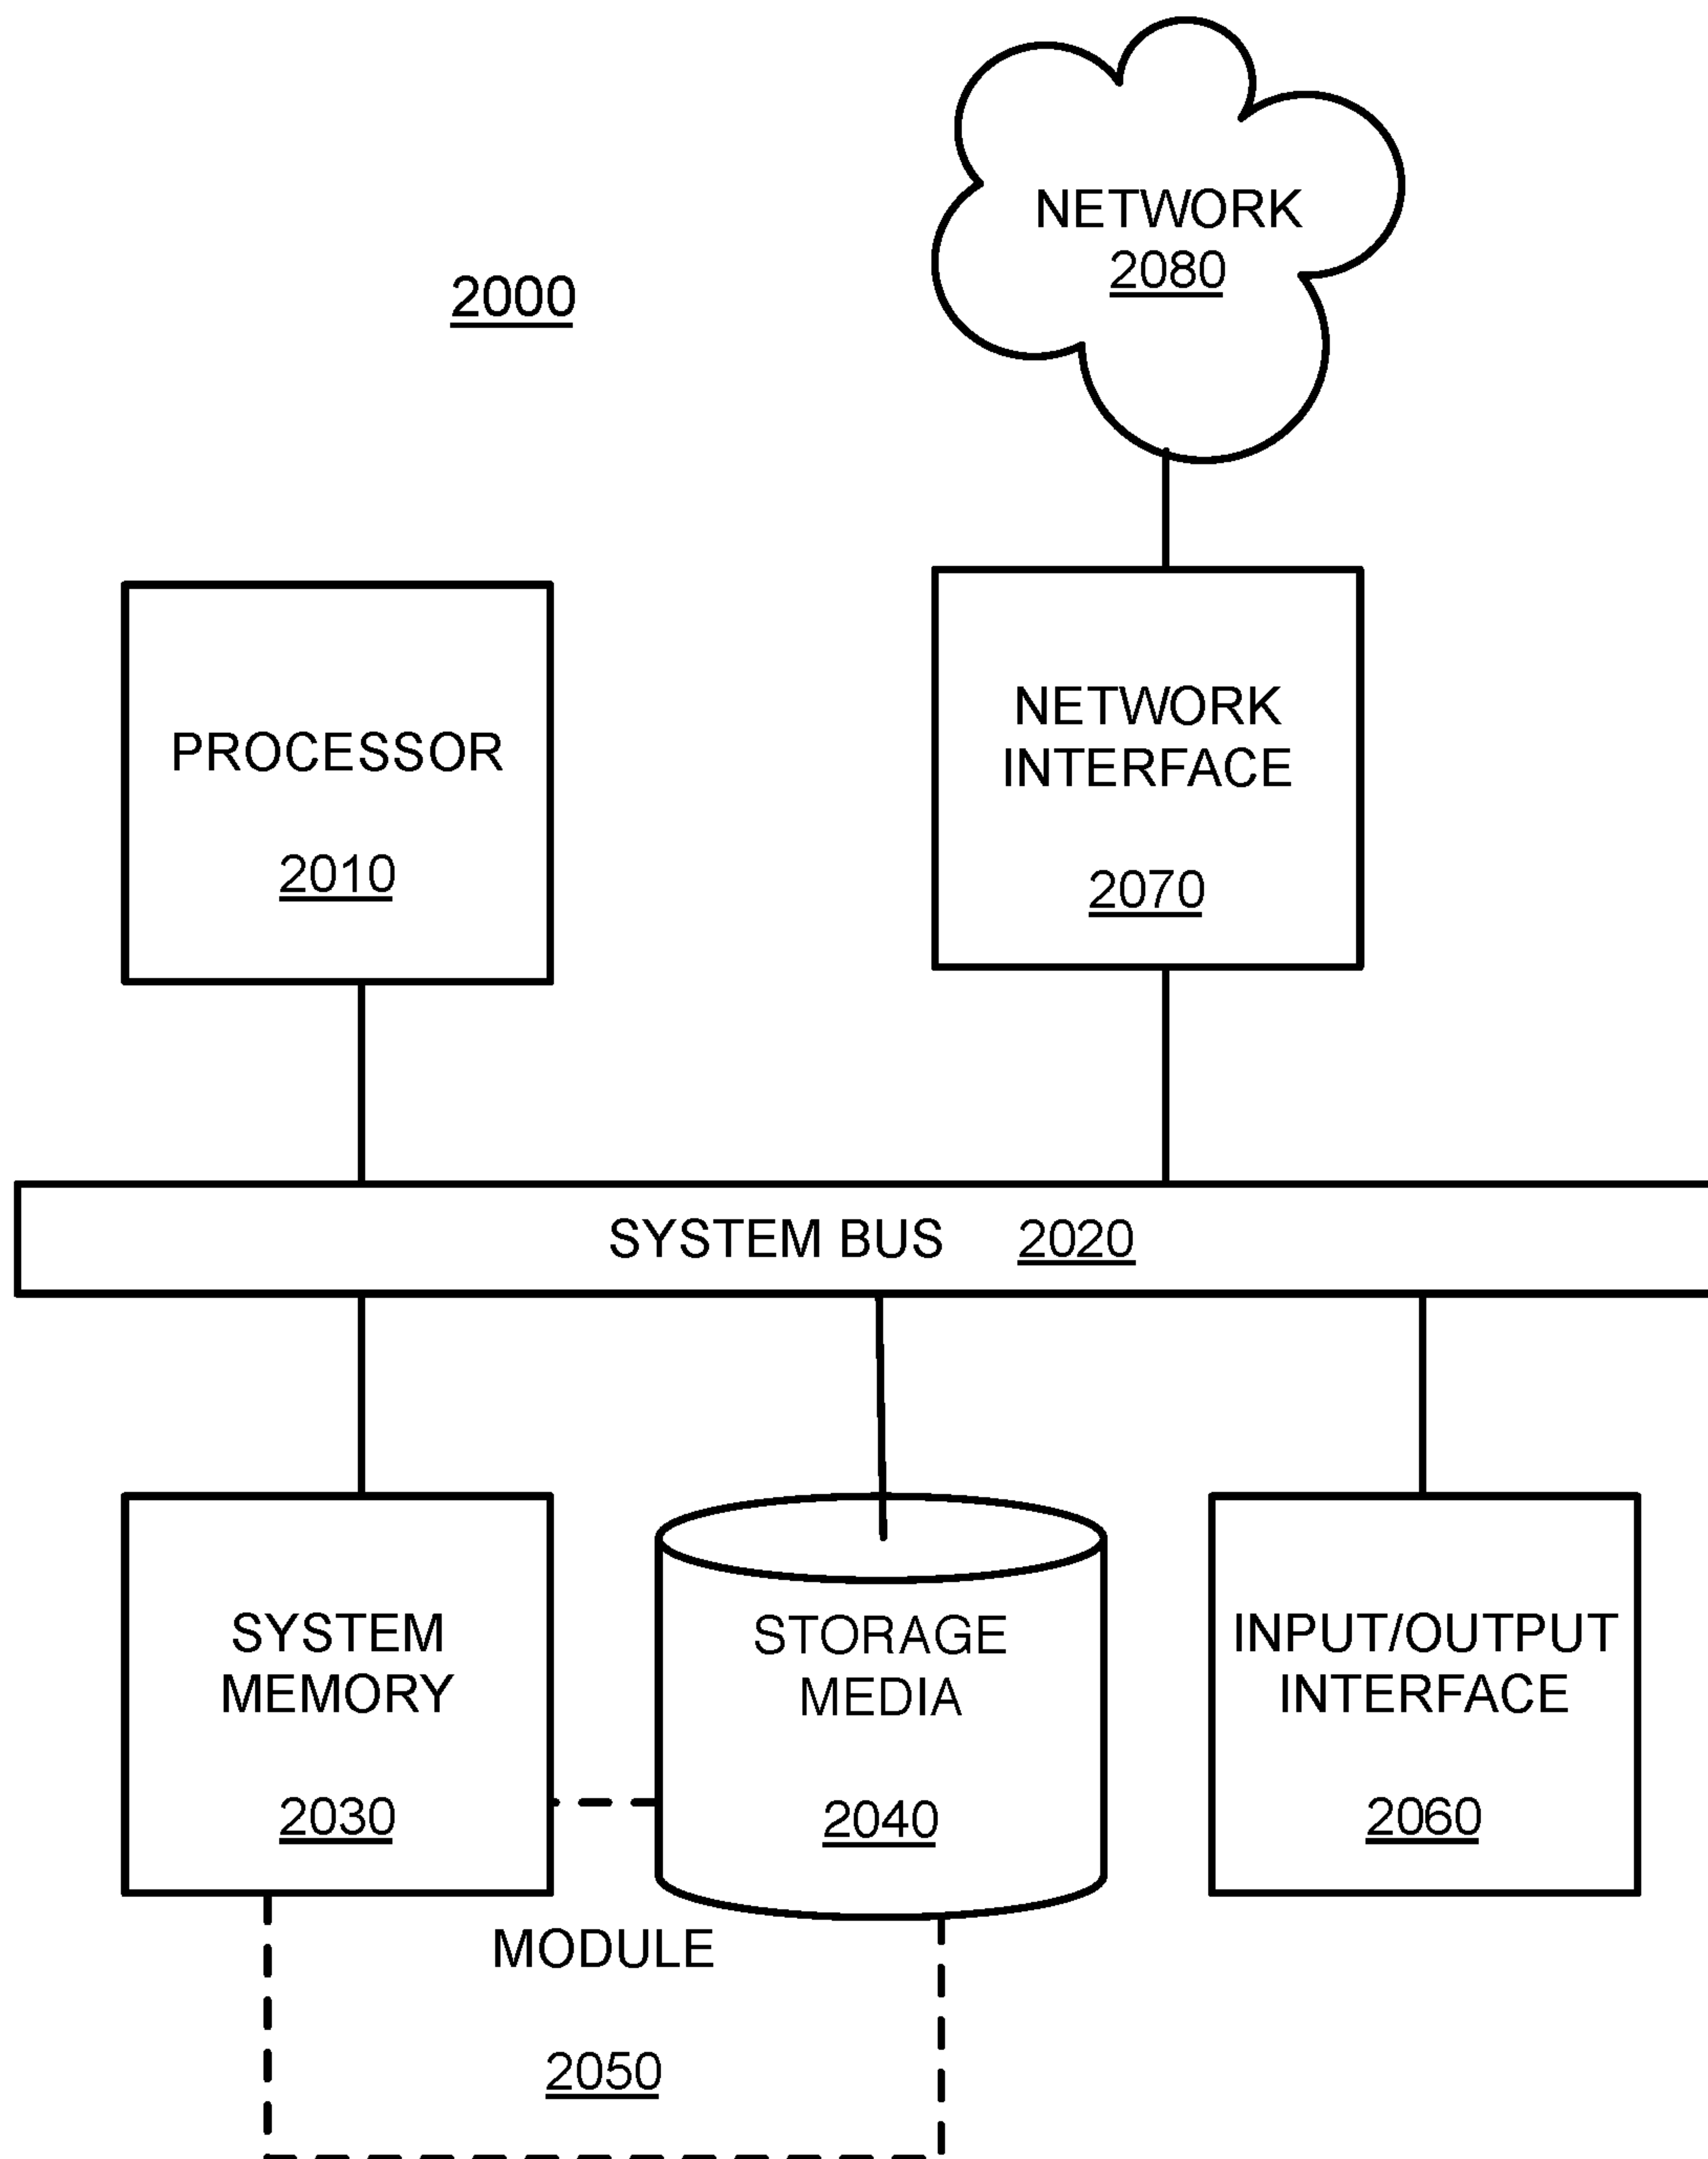 NETWORK
2080
2000
PROCESSOR
2010
NETWORK
INTERFACE
2070
SYSTEM BUS 2020
SYSTEM
MEMORY
2030
STORAGE
MEDIA
2040
INPUT/OUTPUT
INTERFACE
2060
MODULE
2050